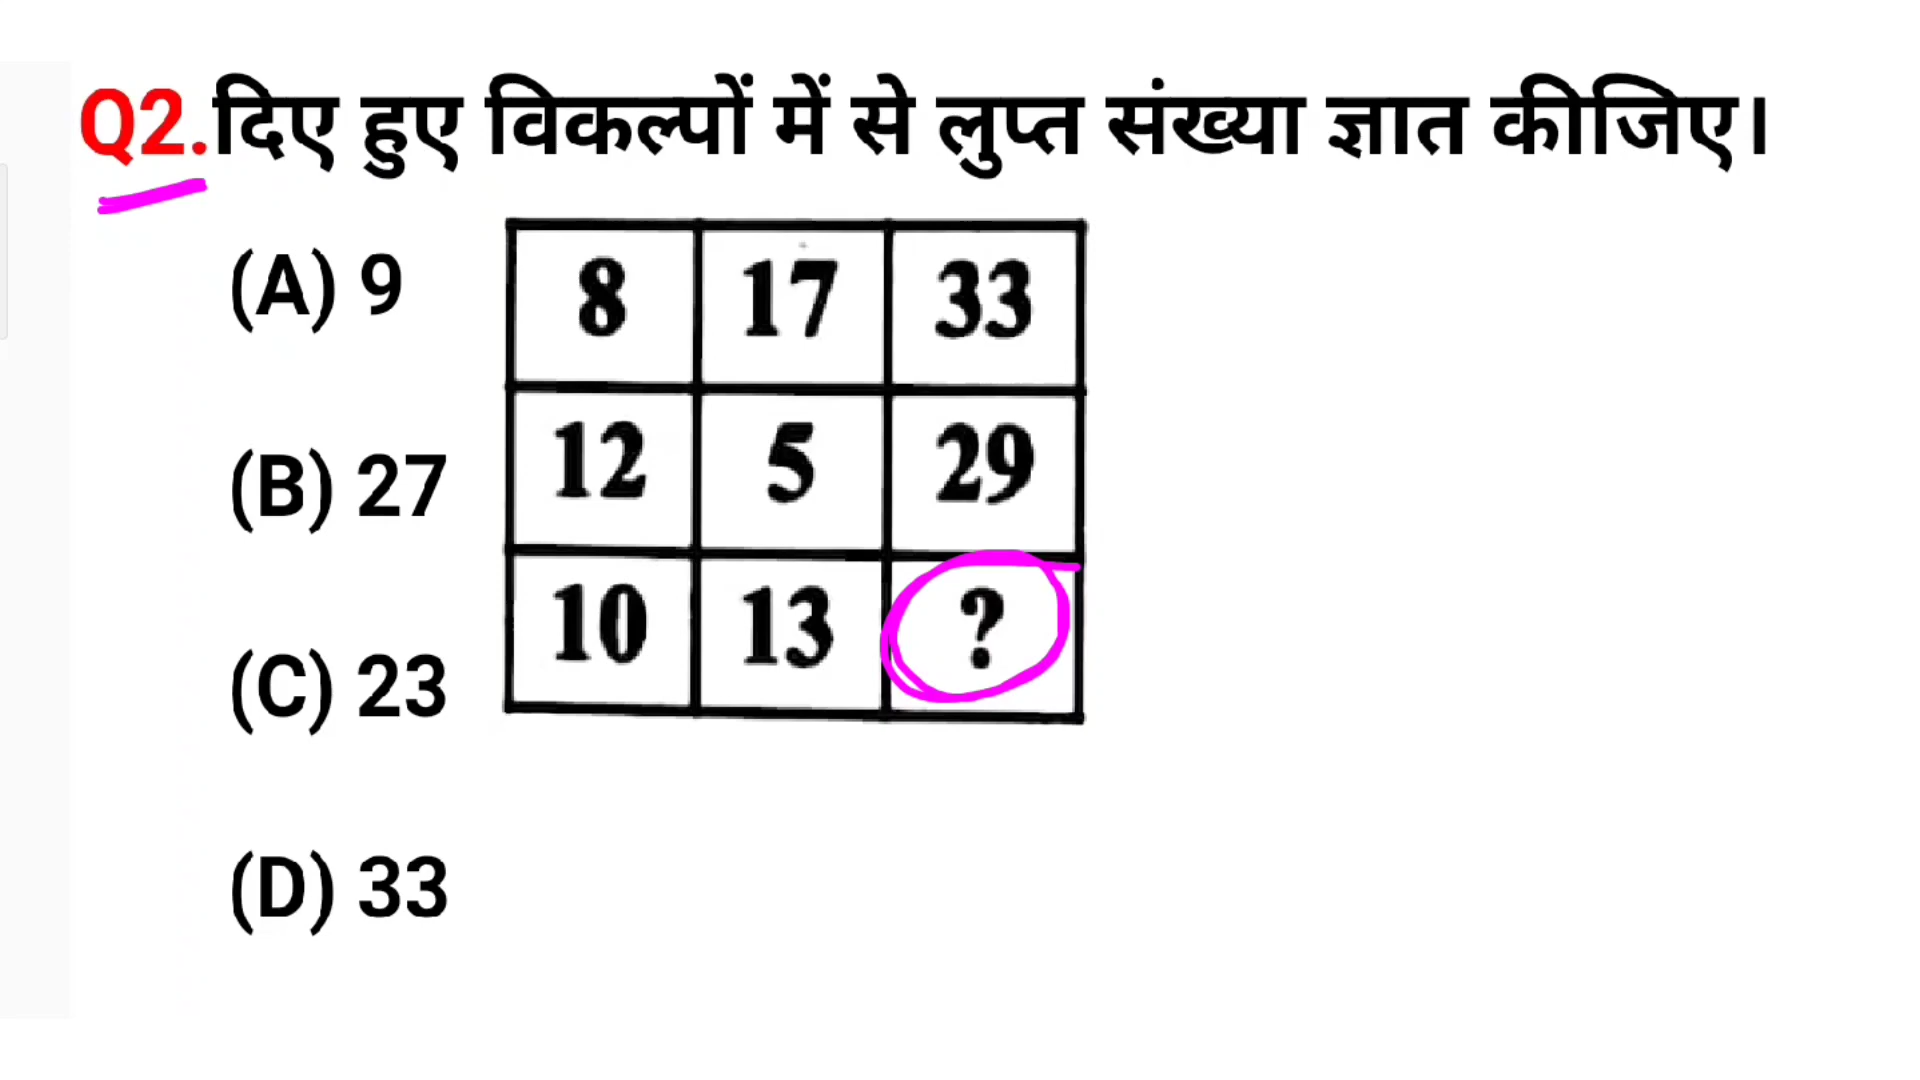 Q2.दिए हुए विकल्पों में से लुप्त संख्या ज्ञात कीजिए।
(A) 9
8 17 33
(B) 27
12 5 29
(C) 23
10 13 ?
(D) 33